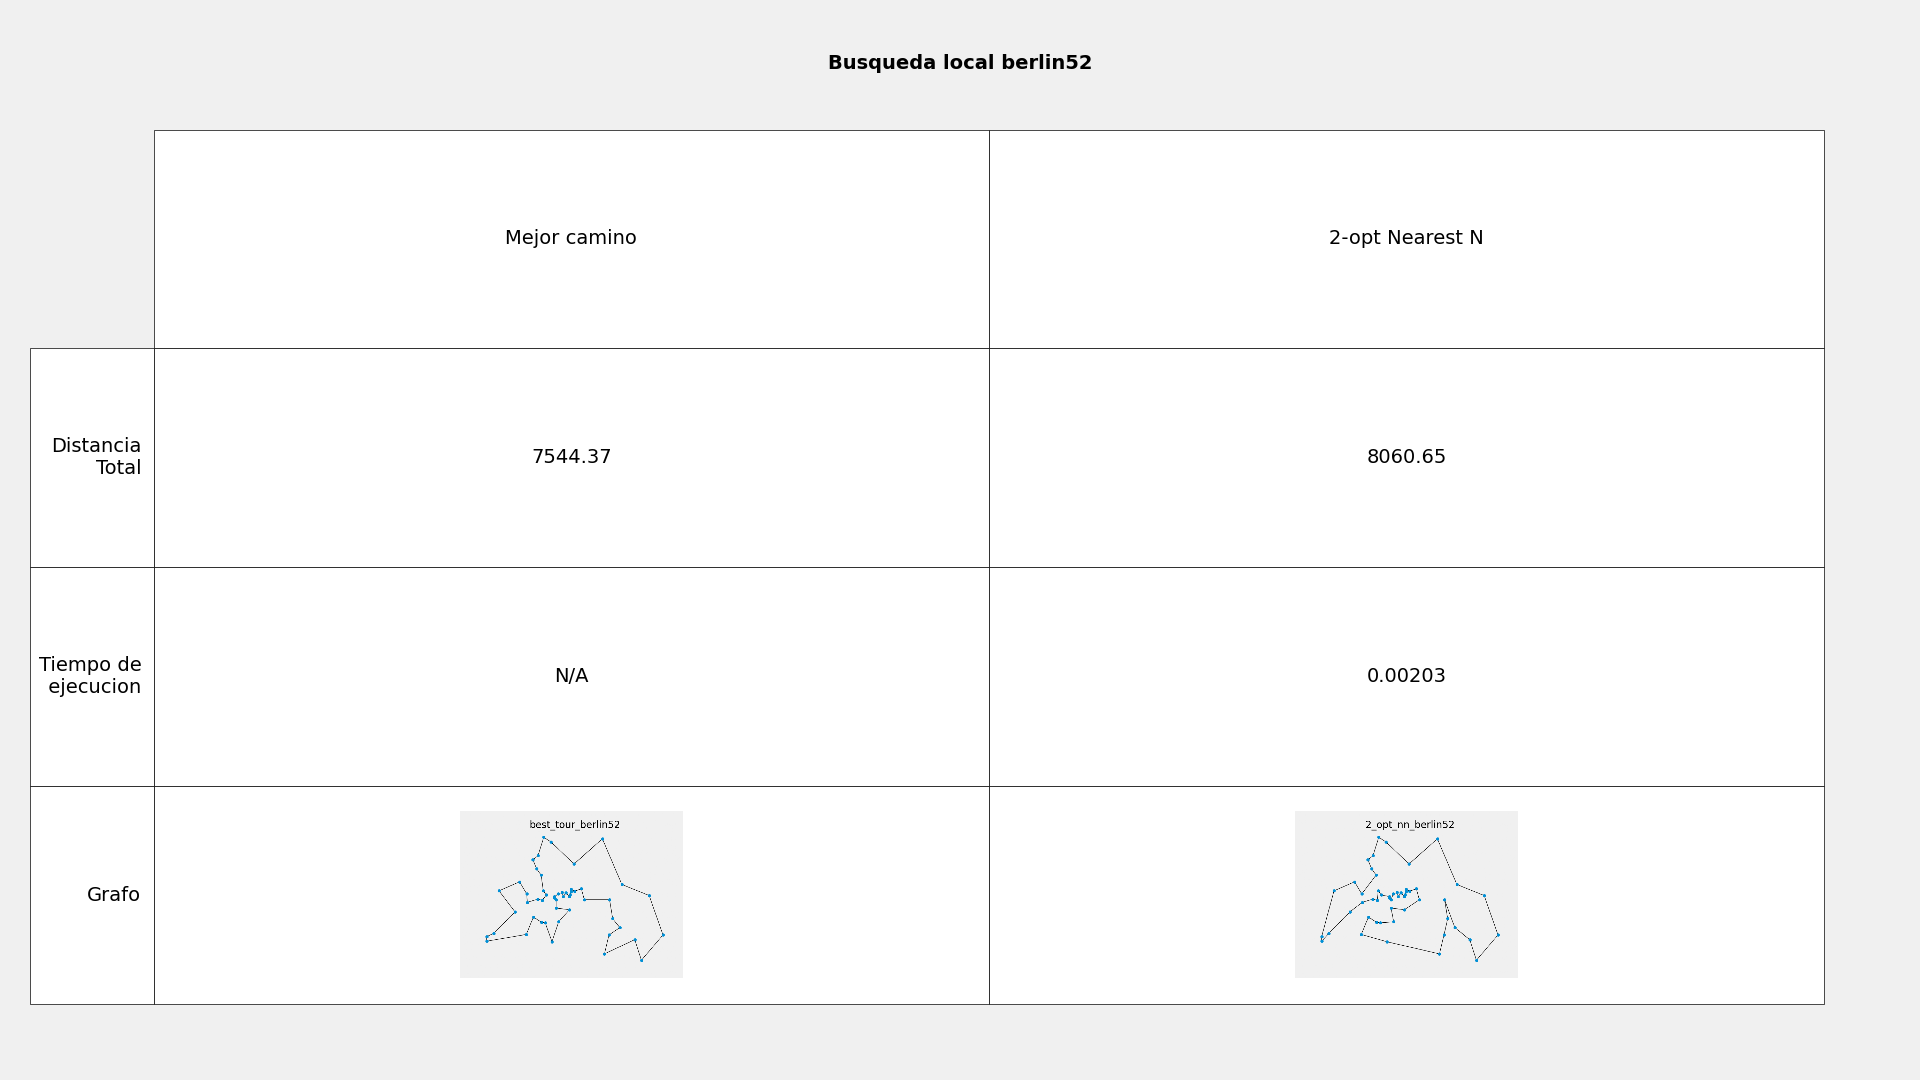 Busqueda local berlin52
Mejor camino
2-opt Nearest N
Distancia
Total
7544.37
8060.65
Tiempo de
ejecucion
N/A
0.00203
Grafo
best_tour_berlin52
2_opt_nn_berlin52